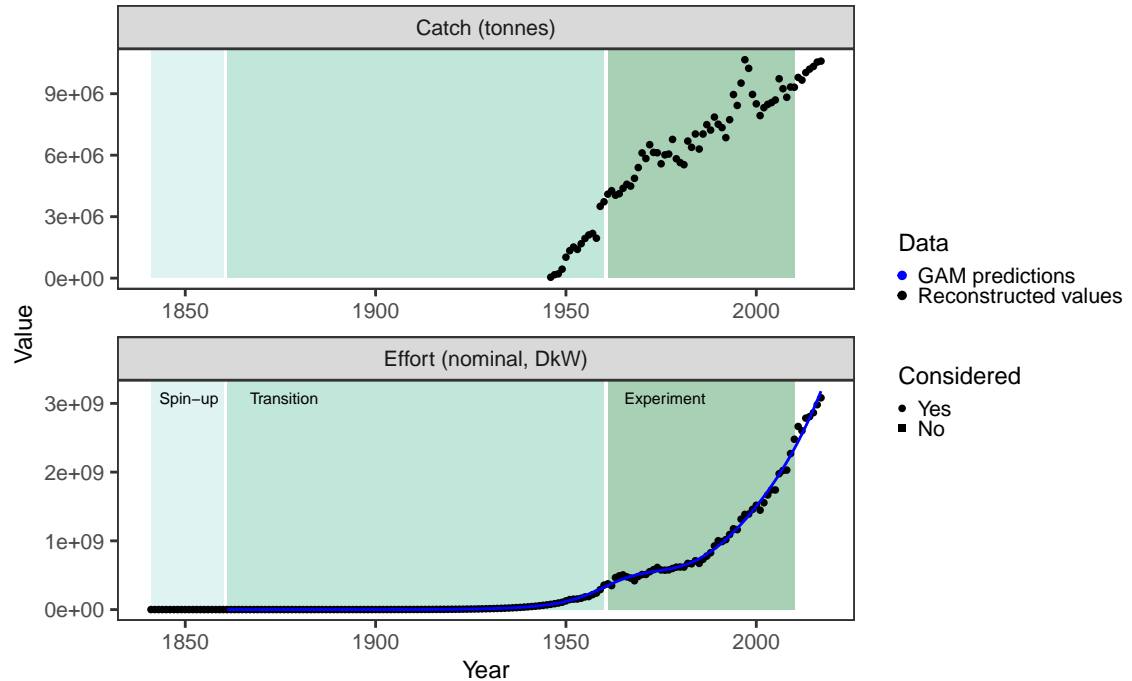 Catch (tonnes)
9e+06
6e+06
3e+06
0e+00
1850 1900 1950 2000
Value
Effort (nominal, DkW)
Spin−up Transition Experiment
3e+09
2e+09
1e+09
0e+00
1850 1900 1950 2000
Year
Data
GAM predictions
Reconstructed values
Considered
Yes
No